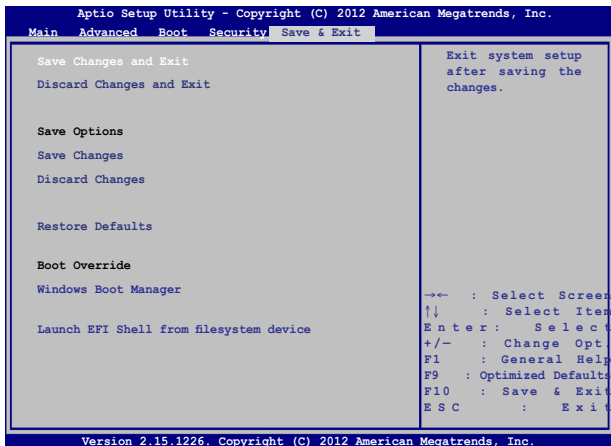 Aptio Setup Utility - Copyright (C) 2012 American Megatrends, Inc.
Main Advanced Boot Security Save & Exit
Save Changes and Exit
Discard Changes and Exit
Save Options
Save Changes
Discard Changes
Restore Defaults
Boot Override
Windows Boot Manager
Launch EFI Shell from filesystem device
Exit system setup
after saving the
changes.
→← : Select Screen
↑↓ : Select Item
Enter: Select
+/— : Change Opt.
F1 : General Help
F9 : Optimized Defaults
F10 : Save & Exit
ESC : Exit
Version 2.15.1226. Copyright (C) 2012 American Megatrends, Inc.